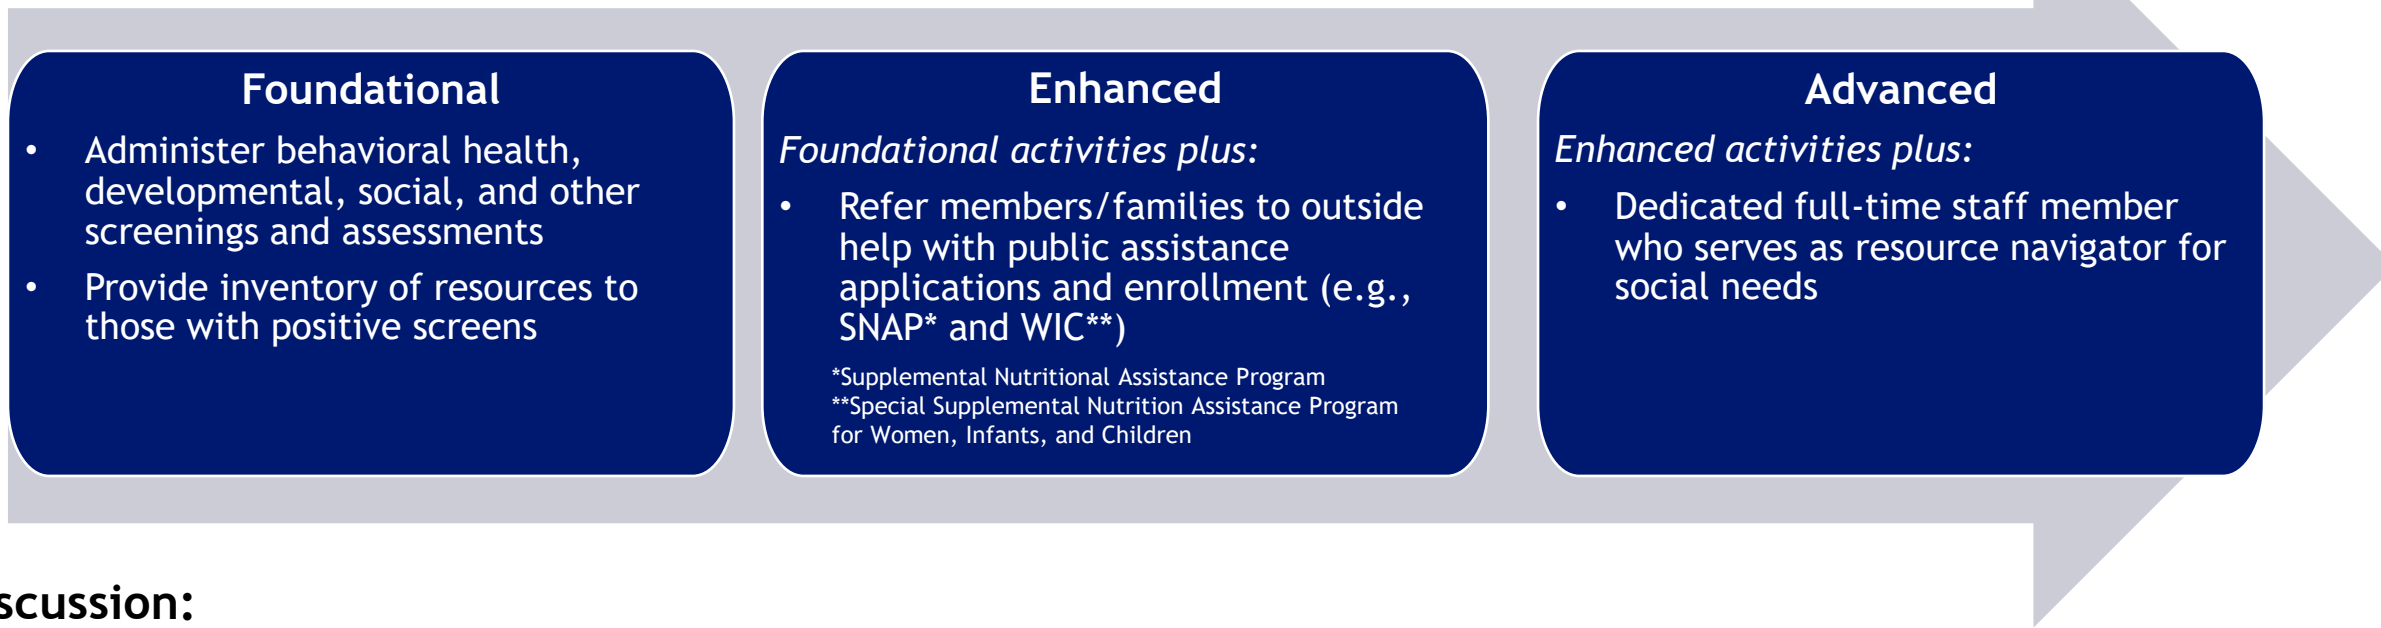 Foundational
• Administer behavioral health,
developmental, social, and other
screenings and assessments
• Provide inventory of resources to
those with positive screens
Enhanced
Foundational activities plus:
• Refer members/families to outside
help with public assistance
applications and enrollment (e.g.,
SNAP* and WIC**)
*Supplemental Nutritional Assistance Program
**Special Supplemental Nutrition Assistance Program
for Women, Infants, and Children
Advanced
Enhanced activities plus:
• Dedicated full-time staff member
who serves as resource navigator for
social needs
scussion: